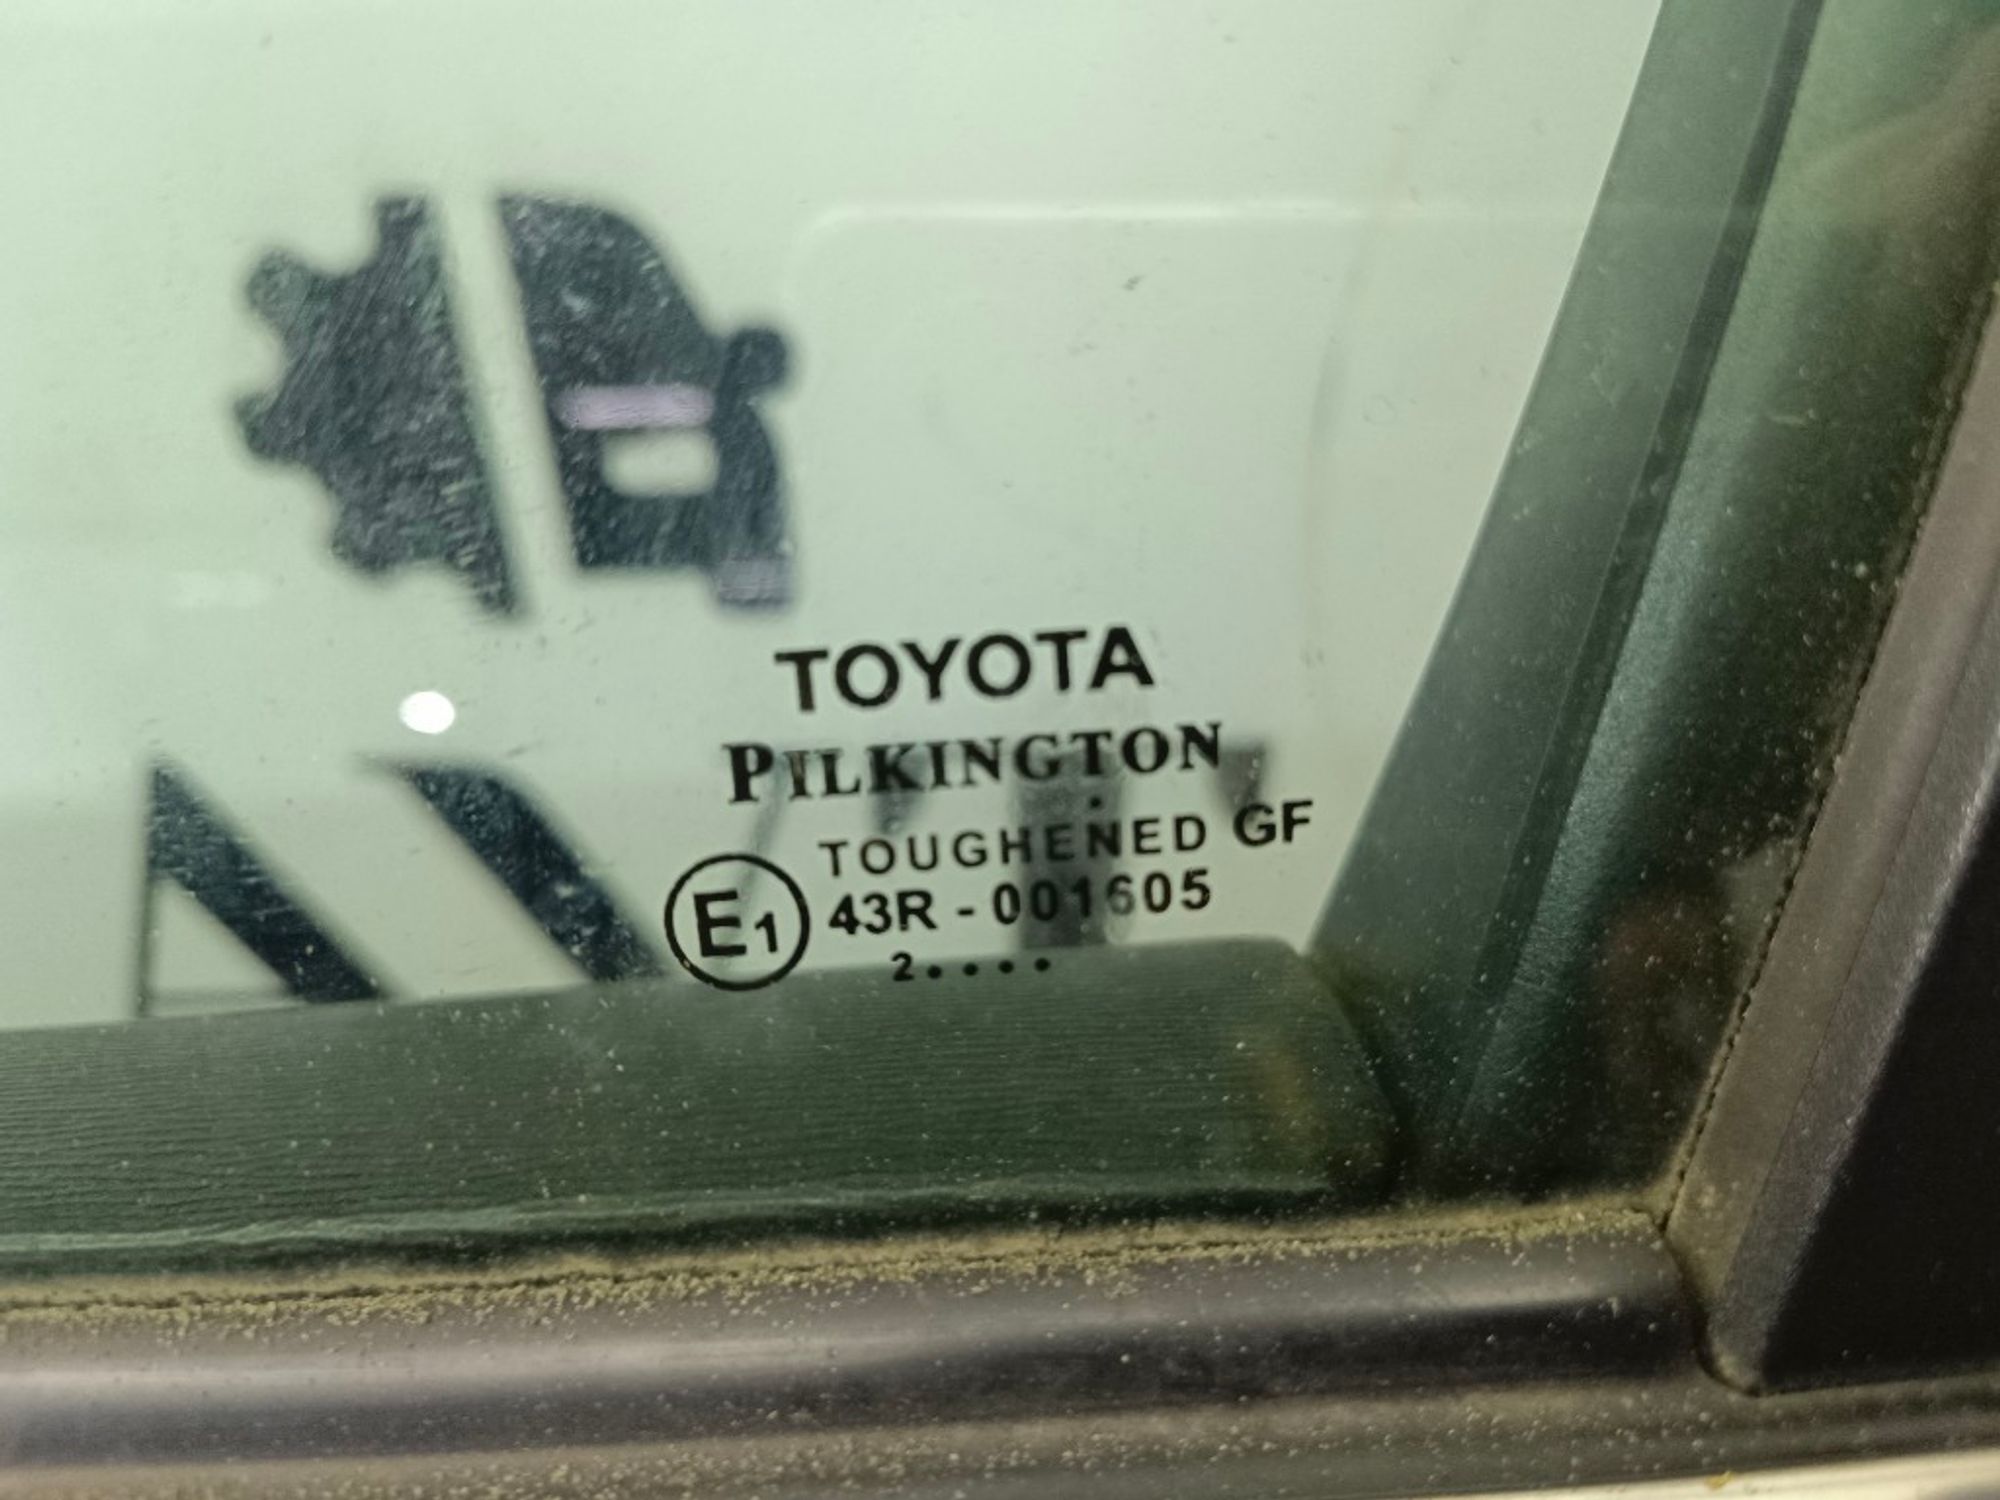 TOYOTA
PILKINGTON
TOUGHENED GF
E1 43R - 001605
2....